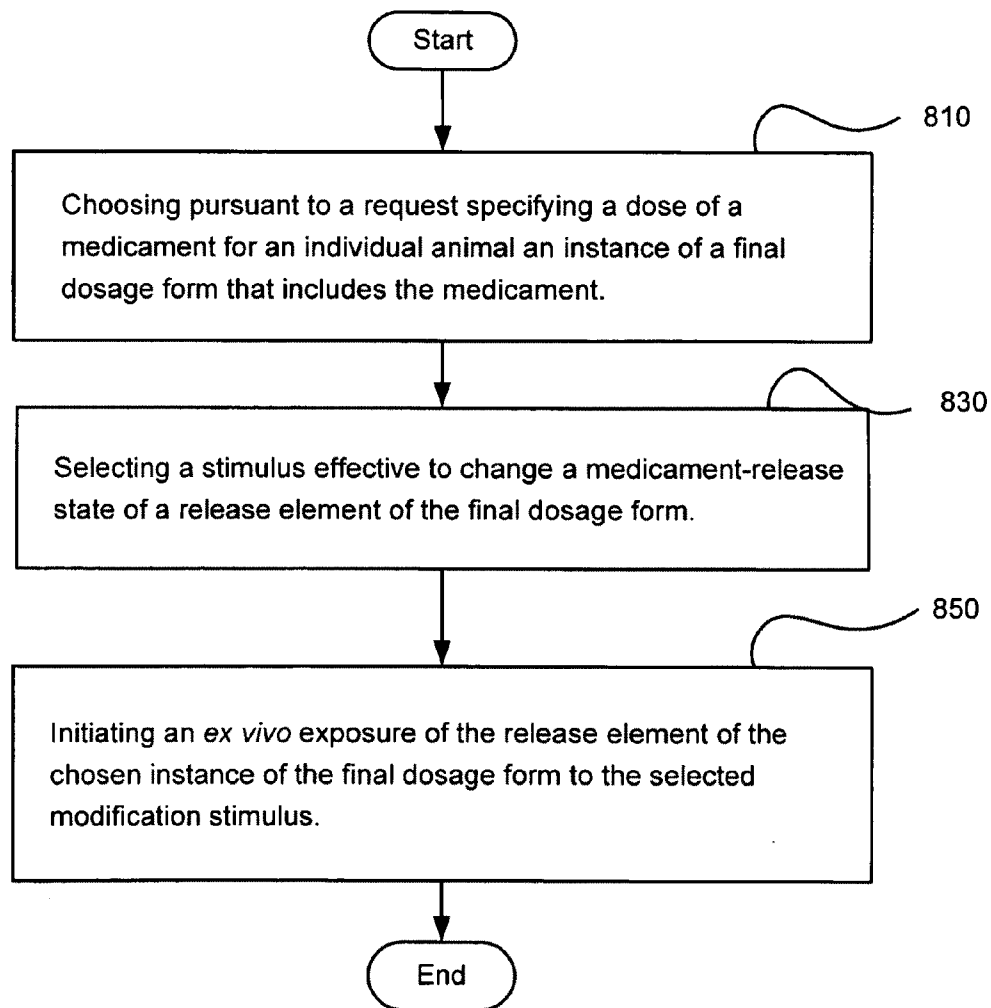 Start
810
Choosing pursuant to a request specifying a dose of a
medicament for an individual animal an instance of a final
dosage form that includes the medicament.
830
Selecting a stimulus effective to change a medicament-release
state of a release element of the final dosage form.
850
Initiating an ex vivo exposure of the release element of the
chosen instance of the final dosage form to the selected
modification stimulus.
End